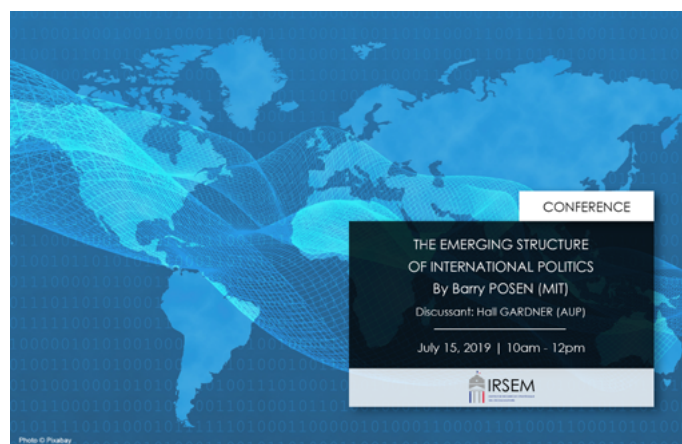 CONFERENCE
THE EMERGING STRUCTURE
OF INTERNATIONAL POLITICS
By Barry POSEN (MIT)
Discussant: Hall GARDNER (AUP)
July 15, 2019 | 10am - 12pm
IRSEM
Photo © Pixabay